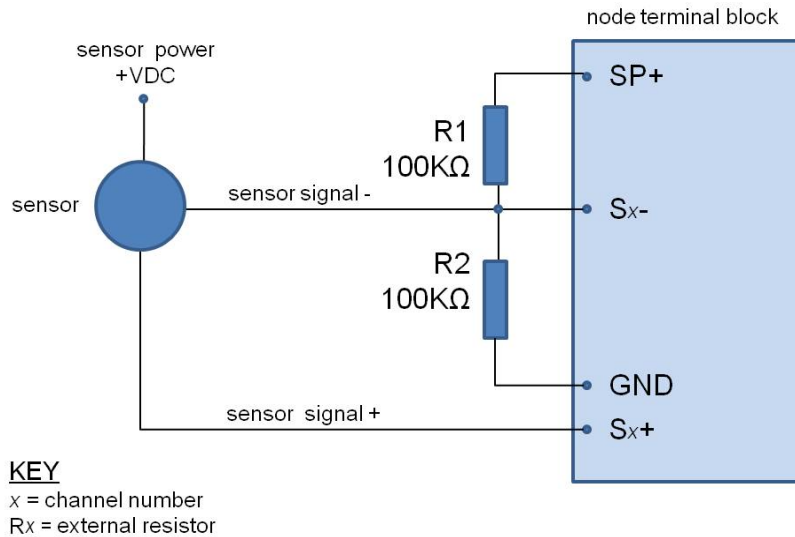 node terminal block
sensor power
+VDC
SP+
R1
100KΩ
sensor
sensor signal -
Sx-
R2
100KΩ
GND
sensor signal +
Sx+
KEY
x = channel number
Rx = external resistor